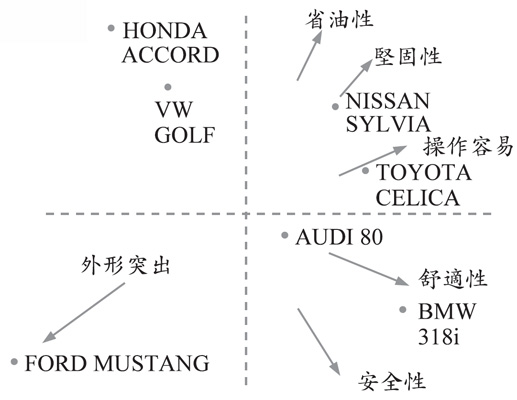 省油性
HONDA
ACCORD
堅固性
VW
GOLF
NISSAN
SYLVIA
操作容易
TOYOTA
CELICA
AUDI 80
外形突出
舒適性
BMW
318i
FORD MUSTANG
安全性